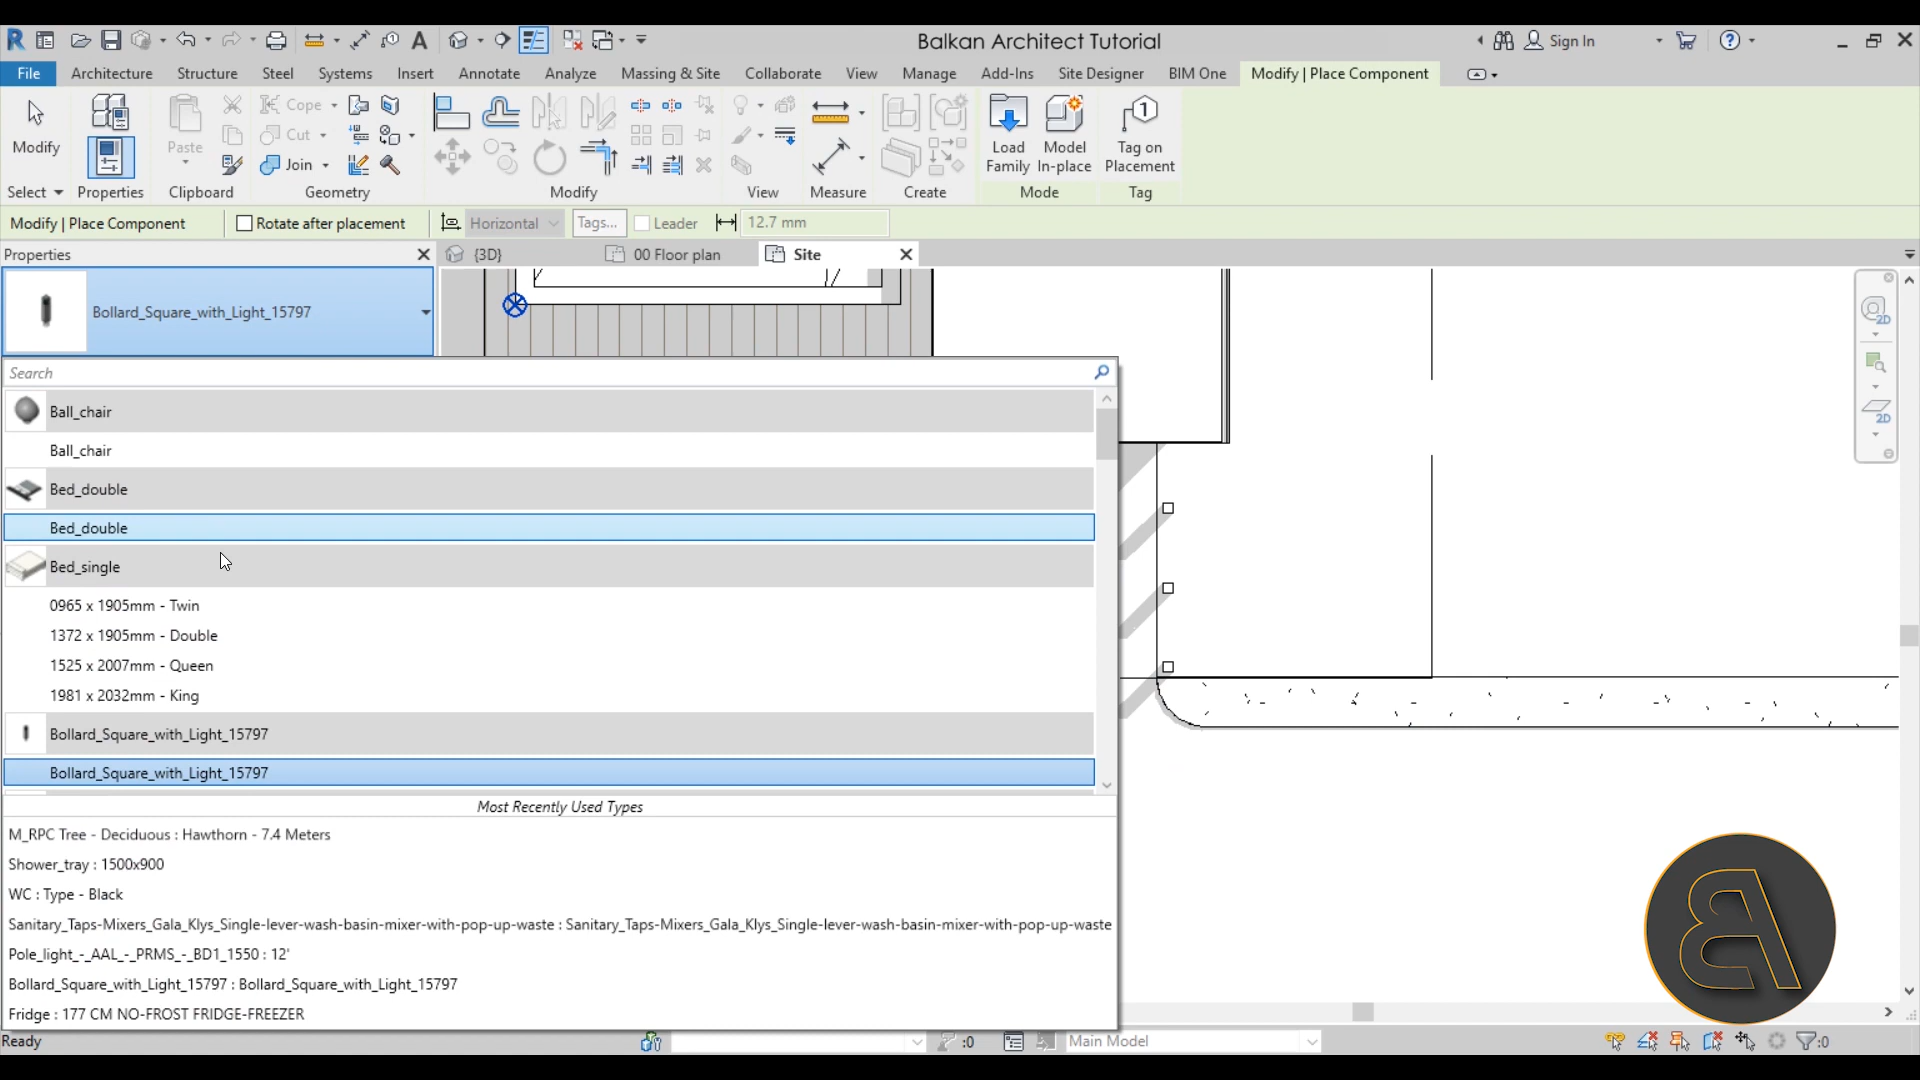 Balkan Architect Tutorial
Sign In
File Architecture Structure Steel Systems Insert Annotate Analyze Massing & Site Collaborate View Manage Add-Ins Site Designer BIM One Modify | Place Component
Cope
Cut
Join
Modify
Paste
Load Family
Model In-place
1
Tag on Placement
Select Properties Clipboard Geometry Modify View Measure Create Mode Tag
Modify | Place Component Rotate after placement Horizontal Tags... Leader 12.7 mm
Properties {3D} 00 Floor plan Site
Bollard_Square_with_Light_15797
2D
2D
Search
Ball_chair
Ball_chair
Bed_double
Bed_double
Bed_single
0965 x 1905mm - Twin
1372 x 1905mm - Double
1525 x 2007mm - Queen
1981 x 2032mm - King
Bollard_Square_with_Light_15797
Bollard_Square_with_Light_15797
Most Recently Used Types
M_RPC Tree - Deciduous : Hawthorn - 7.4 Meters
Shower_tray : 1500x900
WC : Type - Black
Sanitary_Taps-Mixers_Gala_Klys_Single-lever-wash-basin-mixer-with-pop-up-waste : Sanitary_Taps-Mixers_Gala_Klys_Single-lever-wash-basin-mixer-with-pop-up-waste
Pole_light_-_AAL_-_PRMS_-_BD1_1550 : 12'
Bollard_Square_with_Light_15797 : Bollard_Square_with_Light_15797
Fridge : 177 CM NO-FROST FRIDGE-FREEZER
Ready :0 Main Model :0